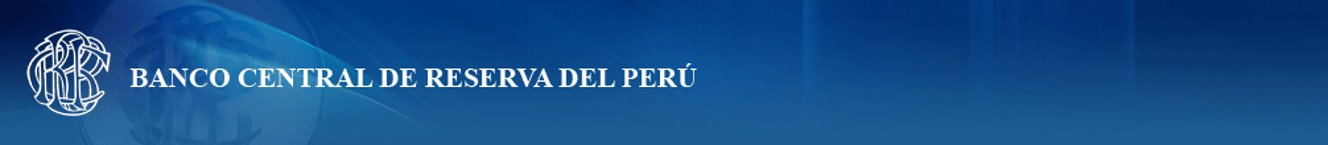 BANCO CENTRAL DE RESERVA DEL PERÚ